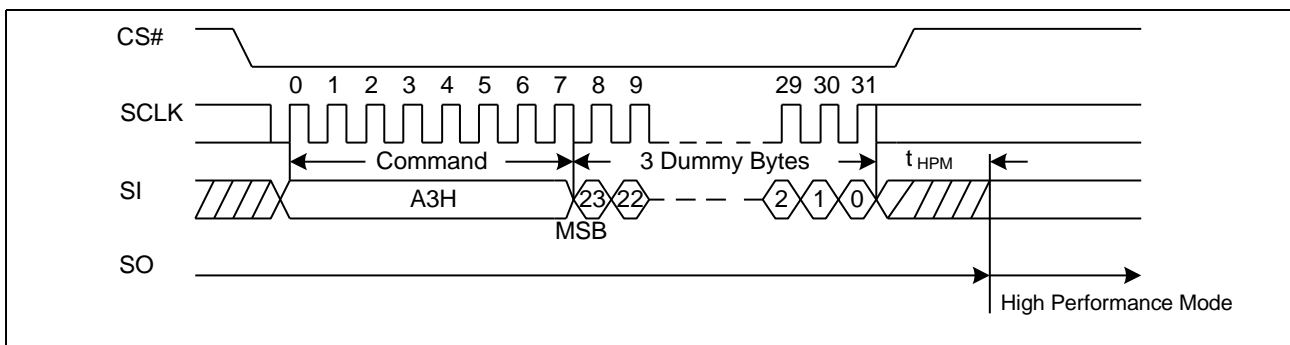 CS#
0 1 2 3 4 5 6 7 8 9 29 30 31
SCLK
Command 3 Dummy Bytes t HPM
SI A3H 23 22 2 1 0
MSB
SO
High Performance Mode